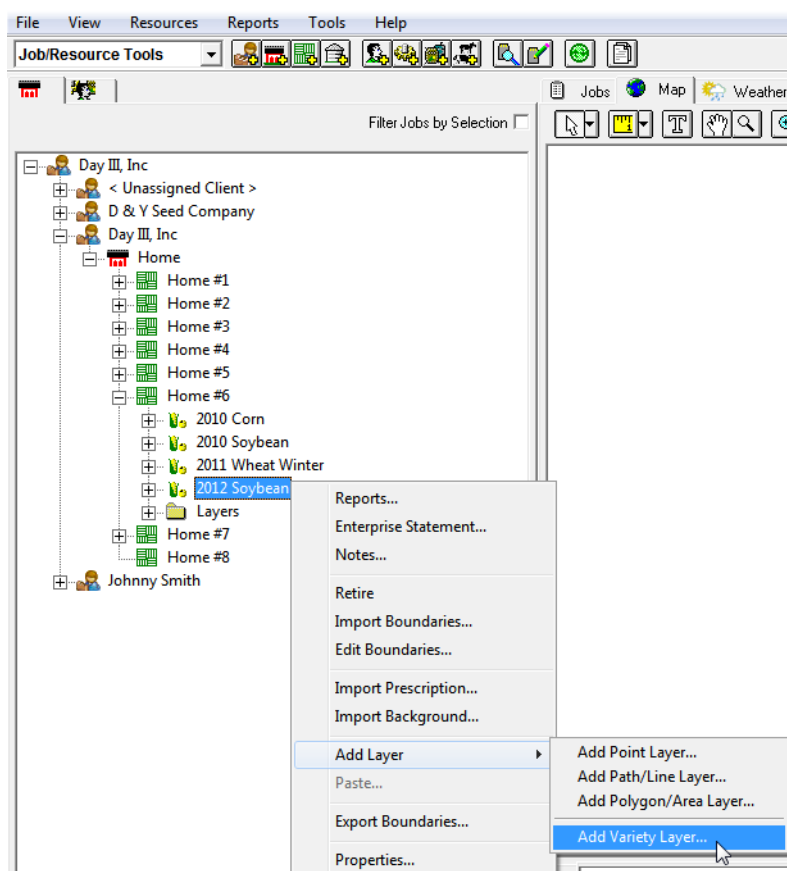 File View Resources Reports Tools Help
Job/Resource Tools
Jobs Map Weather
Filter Jobs by Selection
T
Day III, Inc
< Unassigned Client >
D & Y Seed Company
Day III, Inc
Home
Home #1
Home #2
Home #3
Home #4
Home #5
Home #6
2010 Corn
2010 Soybean
2011 Wheat Winter
2012 Soybean
Layers
Home #7
Home #8
Johnny Smith
Reports...
Enterprise Statement...
Notes...
Retire
Import Boundaries...
Edit Boundaries...
Import Prescription...
Import Background...
Add Layer
Paste...
Export Boundaries...
Properties...
Add Point Layer...
Add Path/Line Layer...
Add Polygon/Area Layer...
Add Variety Layer...